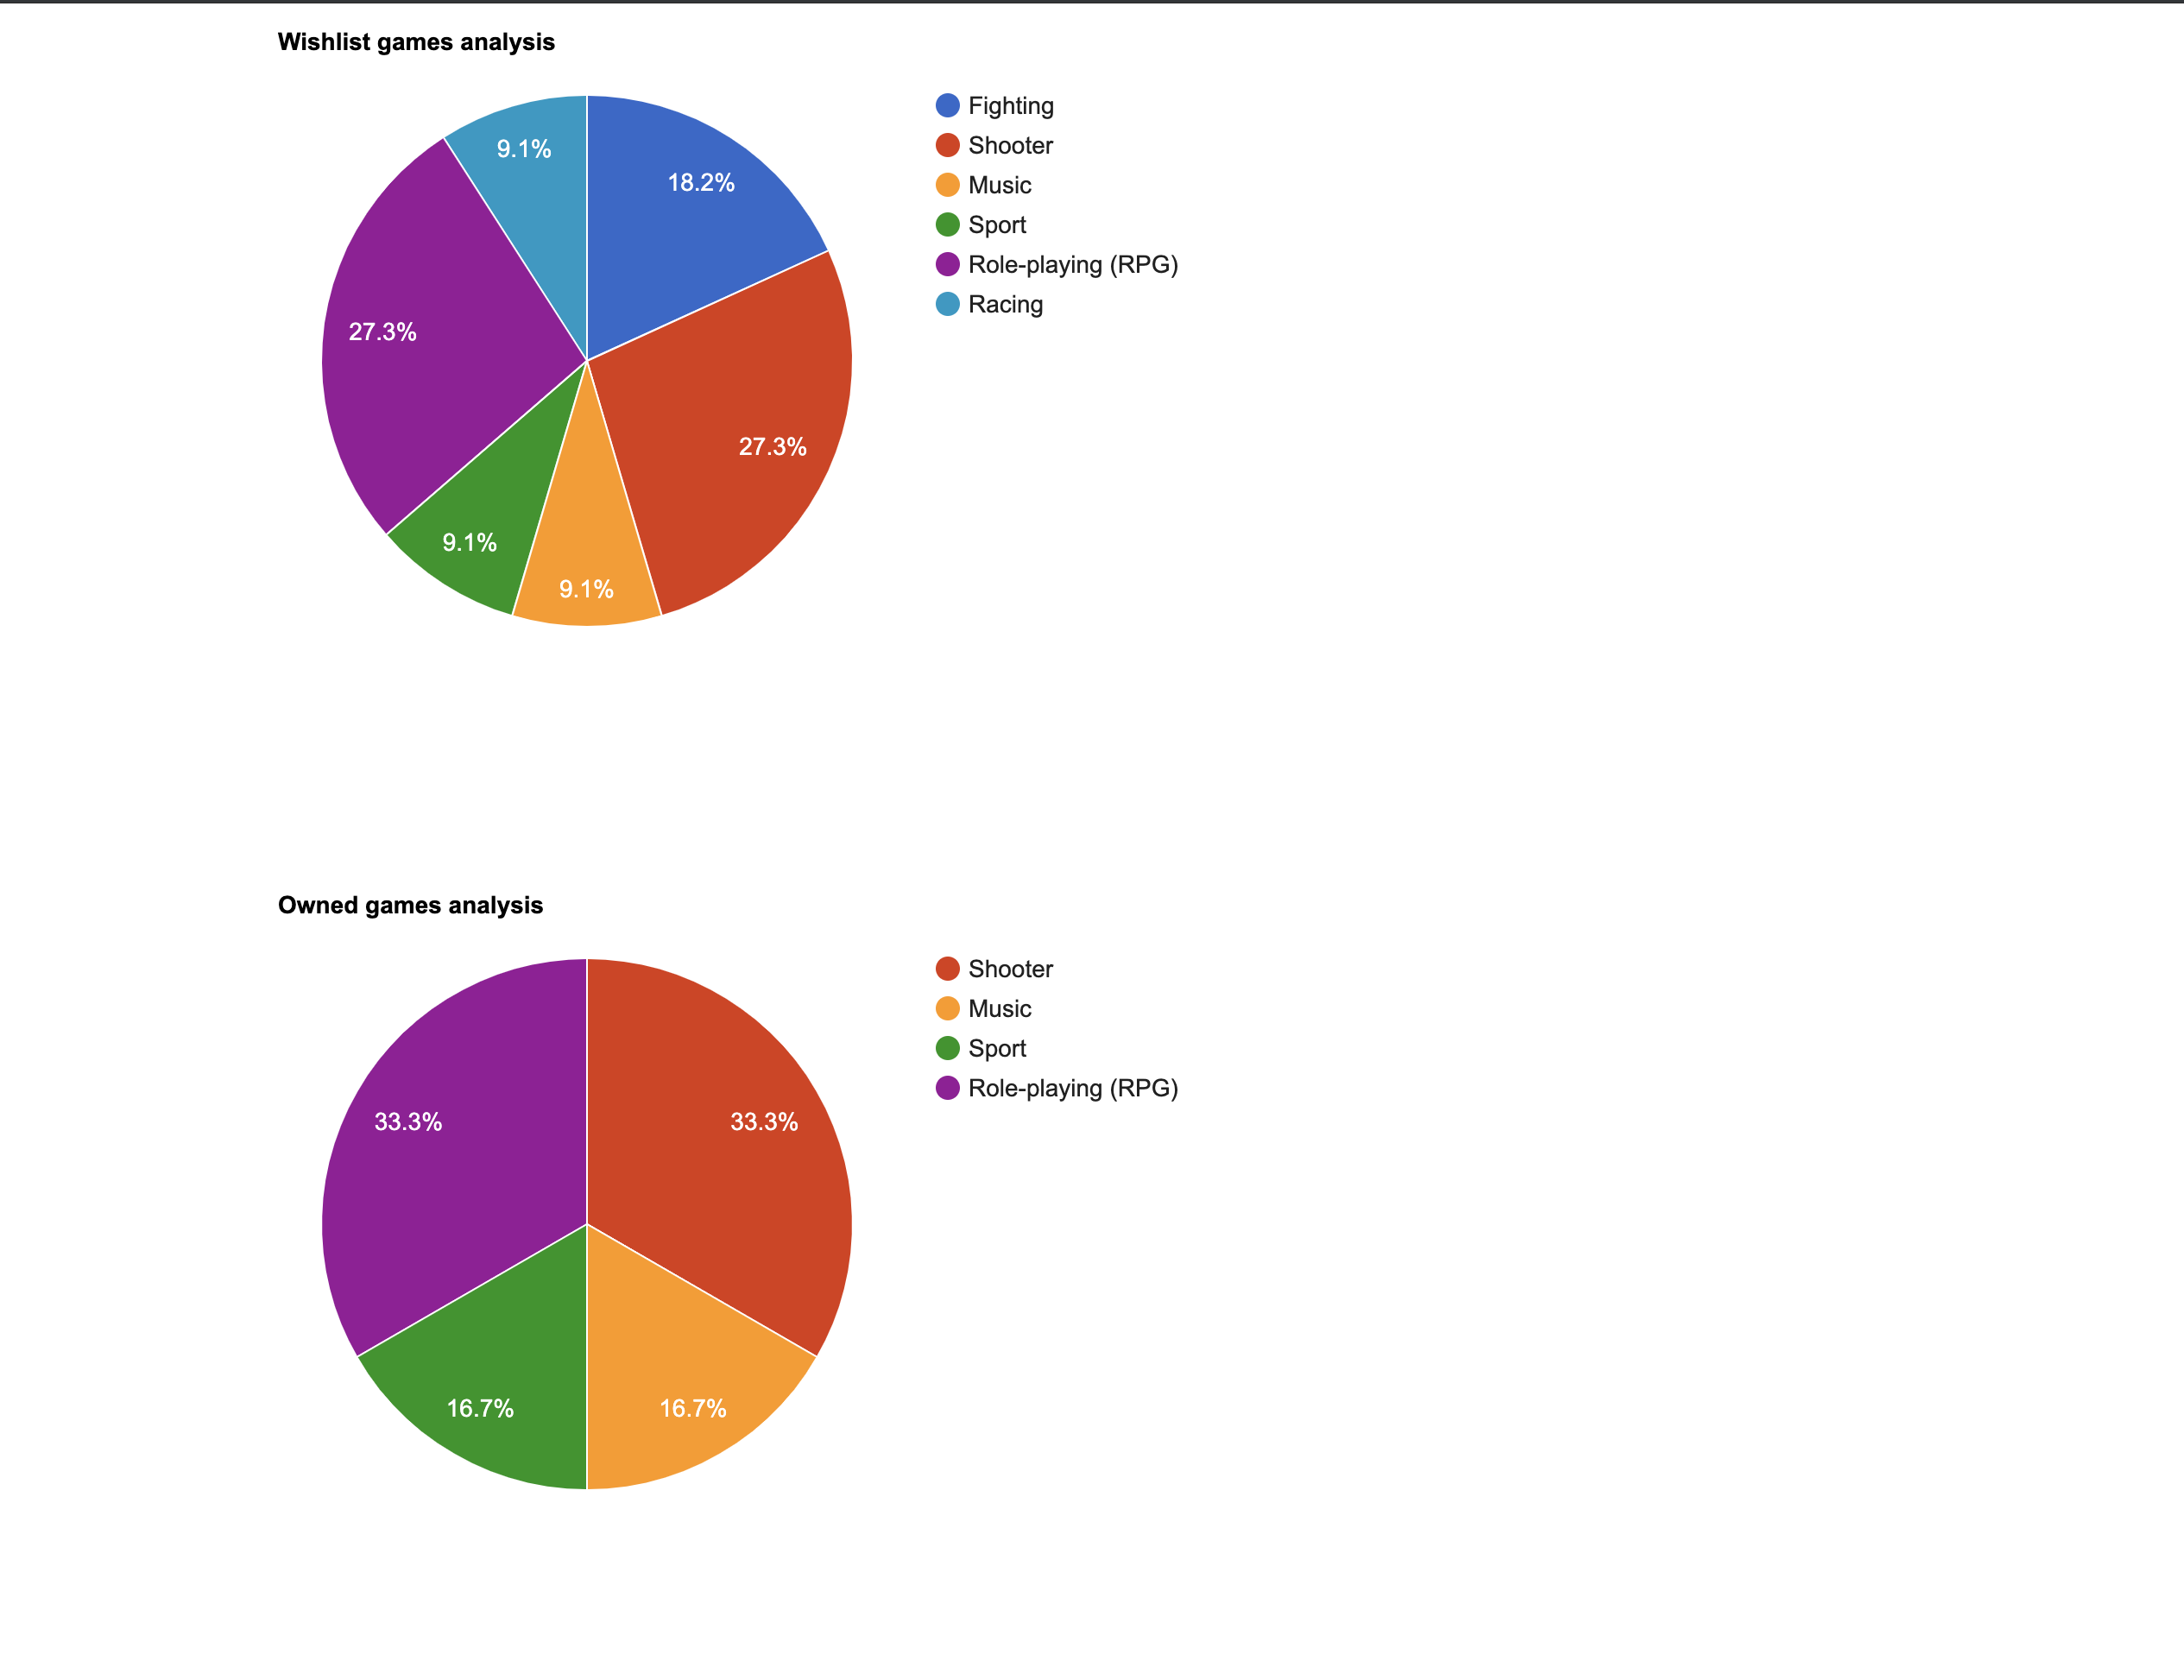 Wishlist games analysis
Fighting
Shooter
Music
Sport
Role-playing (RPG)
Racing
9.1%
18.2%
27.3%
27.3%
9.1%
9.1%
Owned games analysis
Shooter
Music
Sport
Role-playing (RPG)
33.3%
33.3%
16.7%
16.7%